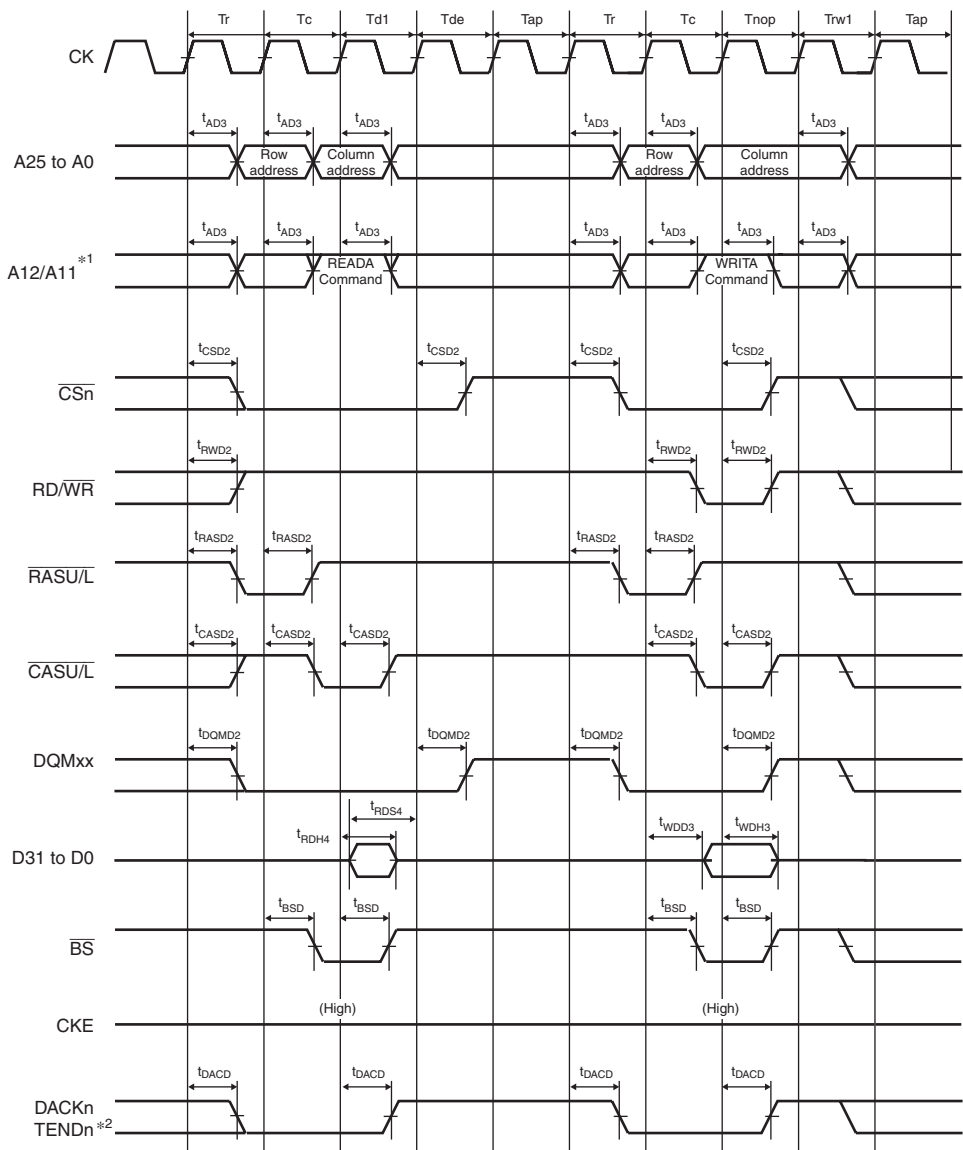 Tr Tc Td1 Tde Tap Tr Tc Tnop Trw1 Tap
CK
tAD3 tAD3 tAD3 tAD3 tAD3 tAD3
A25 to A0 Row address Column address Row address Column address
tAD3 tAD3 tAD3 tAD3 tAD3 tAD3 tAD3
A12/A11 *1 READA Command WRITA Command
tCSD2 tCSD2 tCSD2 tCSD2
CSn
tRWD2 tRWD2 tRWD2
RD/WR
tRASD2 tRASD2 tRASD2 tRASD2
RASU/L
tCASD2 tCASD2 tCASD2 tCASD2 tCASD2
CASU/L
tDQMD2 tDQMD2 tDQMD2 tDQMD2
DQMxx
tRDS4
tRDH4 tWDD3 tWDH3
D31 to D0
tBSD tBSD tBSD tBSD
BS
(High) (High)
CKE
tDACD tDACD tDACD tDACD
DACKn
TENDn *2